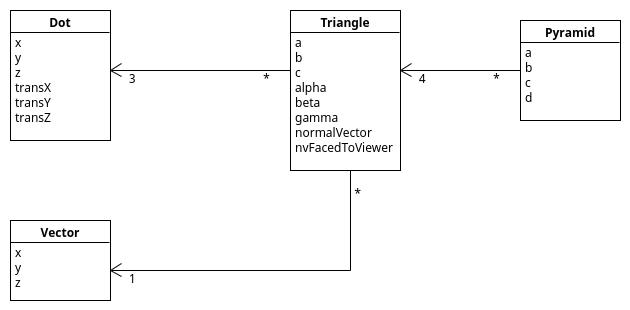 Dot
x
y
z
transX
transY
transZ
3
*
Triangle
a
b
c
alpha
beta
gamma
normalVector
nvFacedToViewer
4
*
Pyramid
a
b
c
d
*
Vector
x
y
z
1